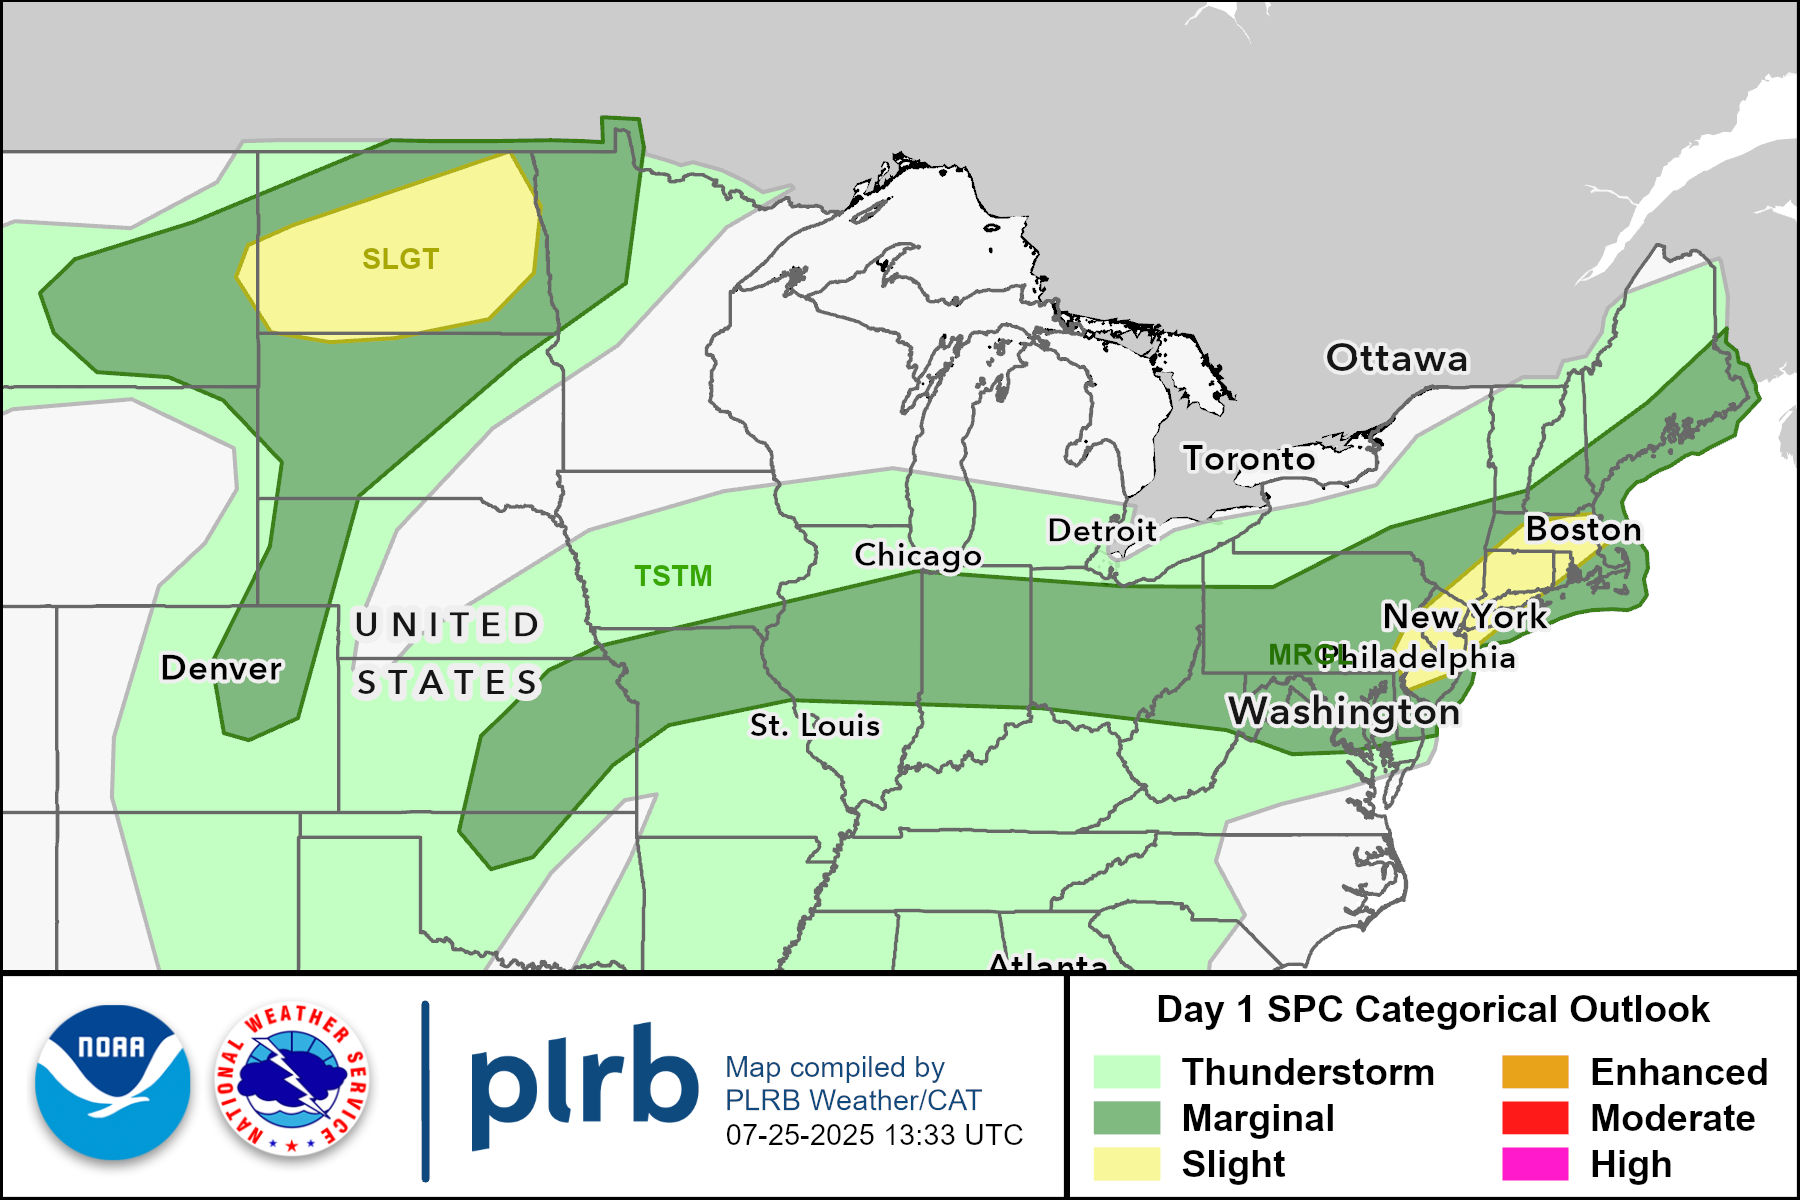 SLGT
Ottawa
Toronto
Detroit
Boston
Chicago
TSTM
New York
UNITED
MRGL
Philadelphia
Denver
STATES
Washington
St. Louis
Atlanta
NOAA
NATIONAL WEATHER SERVICE
plrb
Map compiled by
PLRB Weather/CAT
07-25-2025 13:33 UTC
Day 1 SPC Categorical Outlook
Thunderstorm
Enhanced
Marginal
Moderate
Slight
High